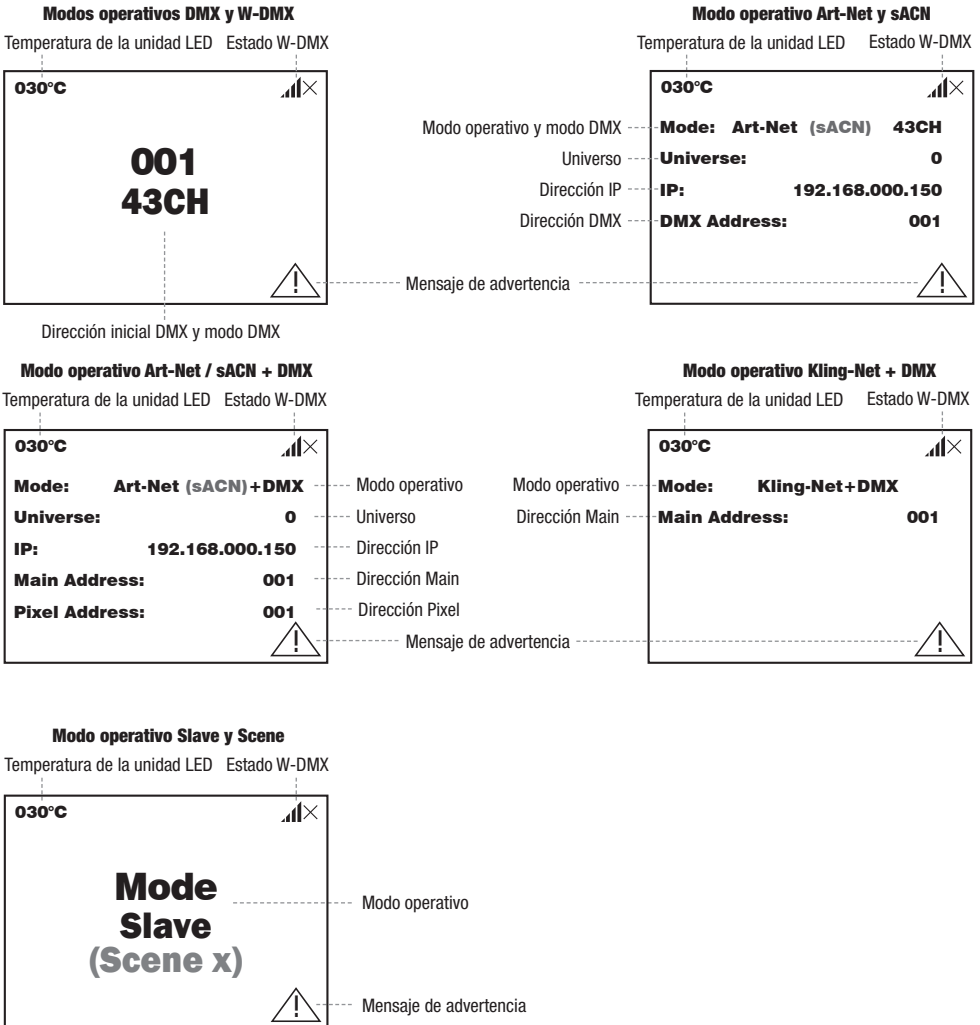 Modos operativos DMX y W-DMX
Temperatura de la unidad LED Estado W-DMX
030°C
001
43CH
Dirección inicial DMX y modo DMX
Modo operativo Art-Net y sACN
Temperatura de la unidad LED Estado W-DMX
030°C
Modo operativo y modo DMX Mode: Art-Net (sACN) 43CH
Universo Universe: 0
Dirección IP IP: 192.168.000.150
Dirección DMX DMX Address: 001
Mensaje de advertencia
Modo operativo Art-Net / sACN + DMX
Temperatura de la unidad LED Estado W-DMX
030°C
Mode: Art-Net (sACN)+DMX Modo operativo
Universe: 0 Universo
IP: 192.168.000.150 Dirección IP
Main Address: 001 Dirección Main
Pixel Address: 001 Dirección Pixel
Modo operativo Kling-Net + DMX
Temperatura de la unidad LED Estado W-DMX
030°C
Modo operativo Mode: Kling-Net+DMX
Dirección Main Main Address: 001
Mensaje de advertencia
Modo operativo Slave y Scene
Temperatura de la unidad LED Estado W-DMX
030°C
Mode
Slave
(Scene x)
Modo operativo
Mensaje de advertencia